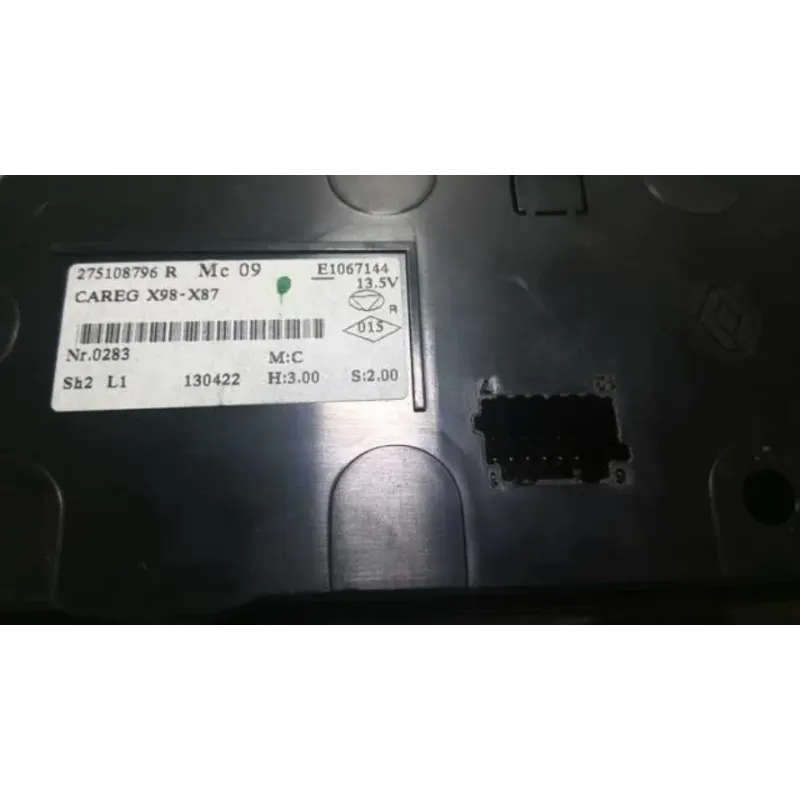 275108796 R Mc 09 E1067144
CAREG X98-X87 13.5V
R
015
Nr.0283 M:C
Sh2 L1 130422 H:3.00 S:2.00